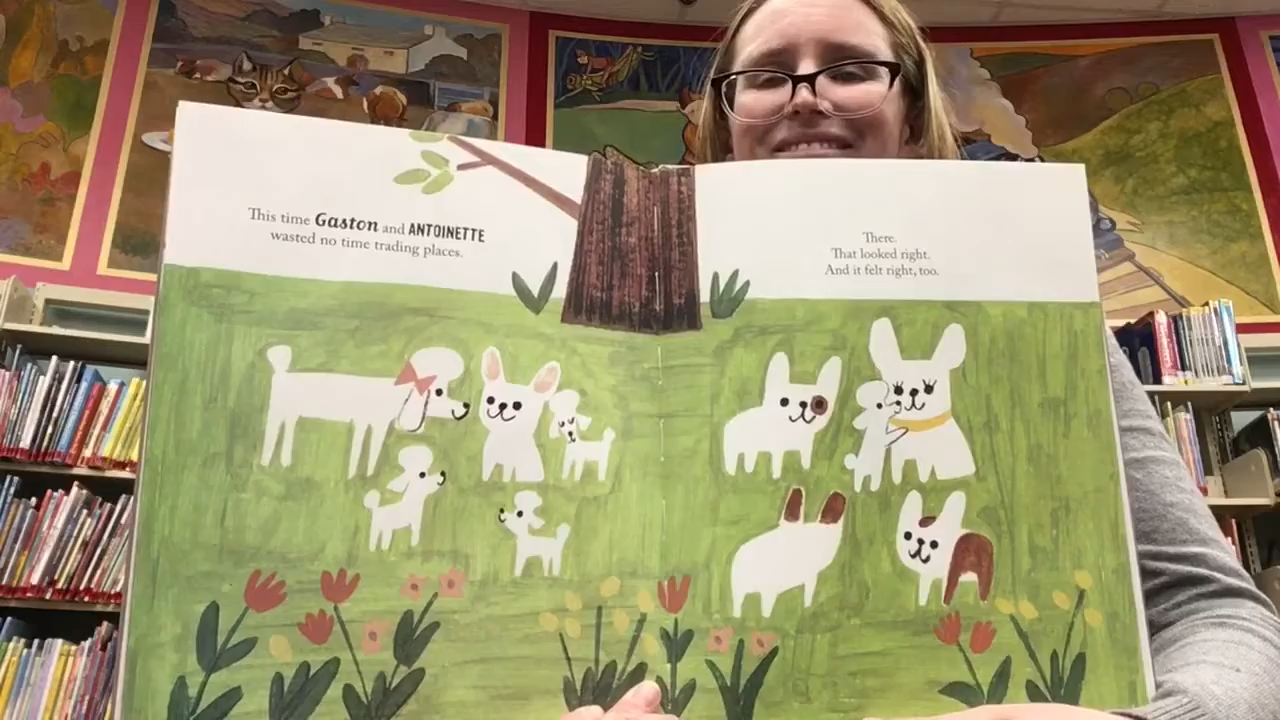 This time Gaston and ANTOINETTE
wasted no time trading places.
There.
That looked right.
And it felt right, too.